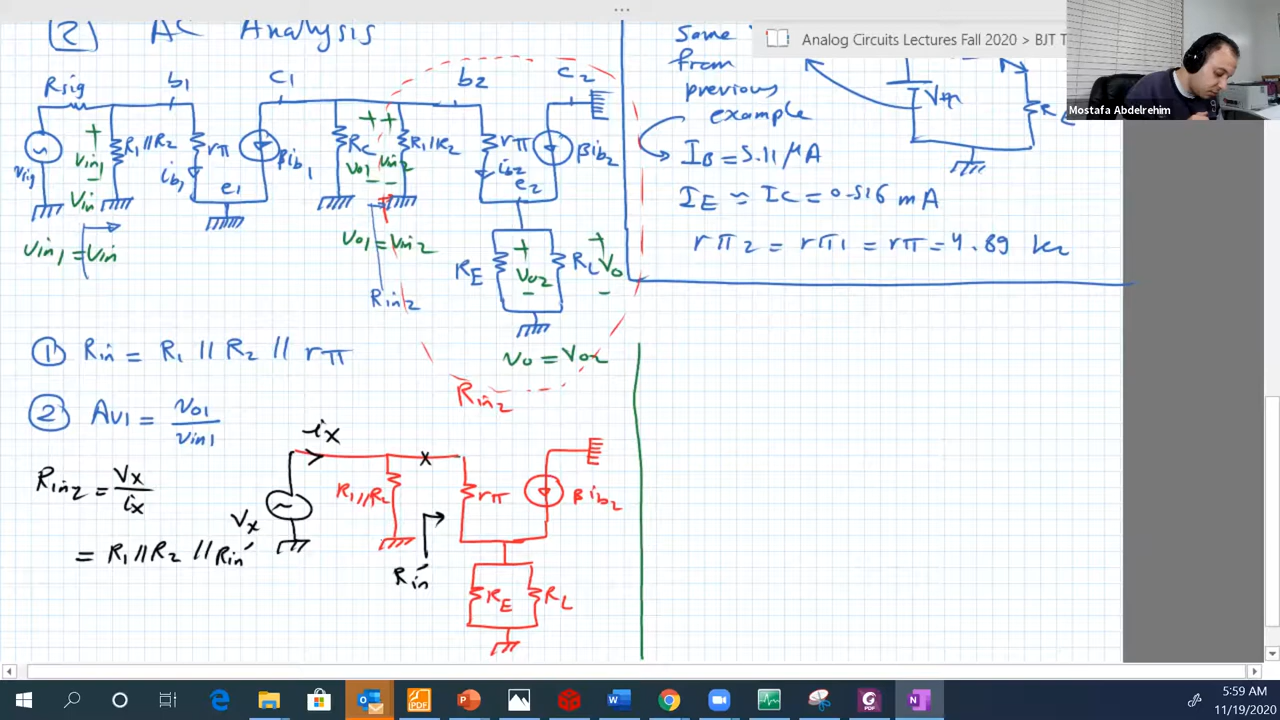 2 AC Analysis
Rsig b1 C1 b2 C2
vsig + Vin1 − Vin R1 // R2 rπ ib1 βib1 e1
Rc + Vo1 − + Vin2 − R1 // R2 rπ ib2 βib2 e2
Vin1 = Vin
Vo1 = Vin2
Rin2
RE + Vo2 − RL + Vo −
Vo = Vo2
Rin2
① Rin = R1 // R2 // rπ
② Av1 = Vo1 / Vin1
Rin2 = Vx / ix
= R1 // R2 // Rin′
ix
Vx
R1 // R2 rπ βib2
Rin′
RE RL
Same
from
previous
example
IB = 5.11 μA
IE ≃ IC = 0.516 mA
rπ2 = rπ1 = rπ = 4.89 kΩ
Vth
Analog Circuits Lectures Fall 2020 > BJT T
Mostafa Abdelrehim
5:59 AM
11/19/2020